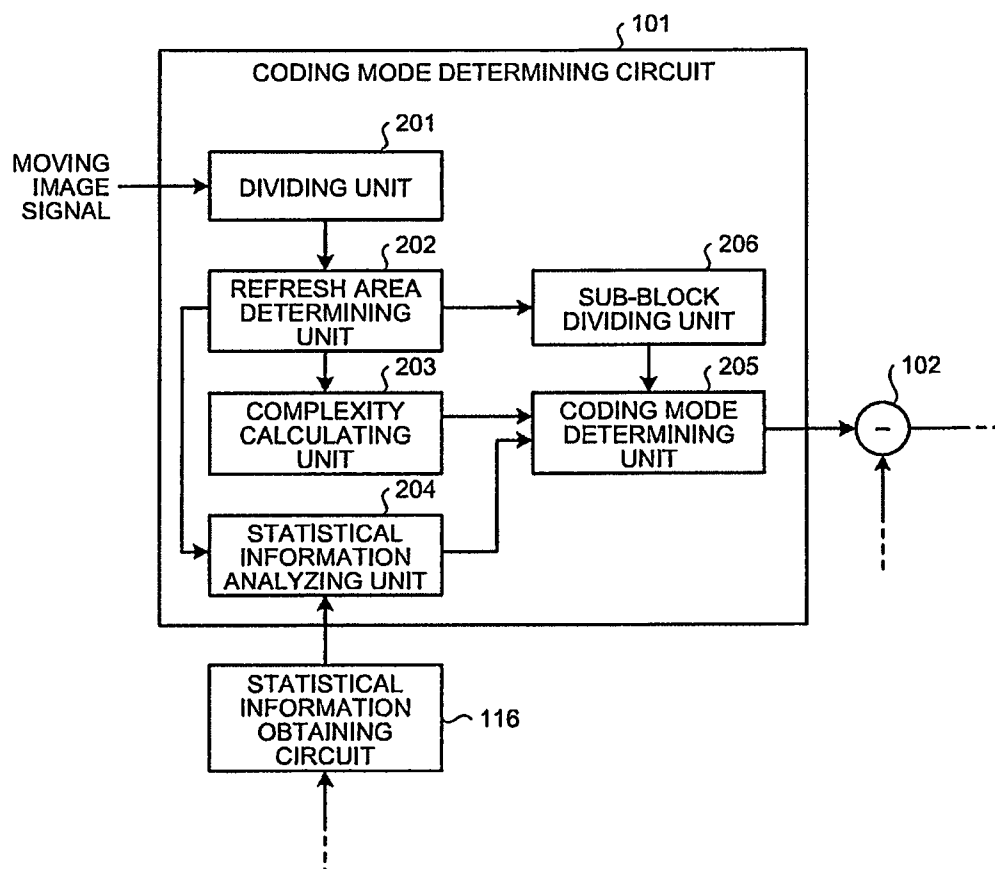 101
CODING MODE DETERMINING CIRCUIT
MOVING
IMAGE
SIGNAL
201
DIVIDING UNIT
202
REFRESH AREA
DETERMINING
UNIT
206
SUB-BLOCK
DIVIDING UNIT
203
COMPLEXITY
CALCULATING
UNIT
205
CODING MODE
DETERMINING
UNIT
102
-
204
STATISTICAL
INFORMATION
ANALYZING UNIT
STATISTICAL
INFORMATION
OBTAINING
CIRCUIT
116